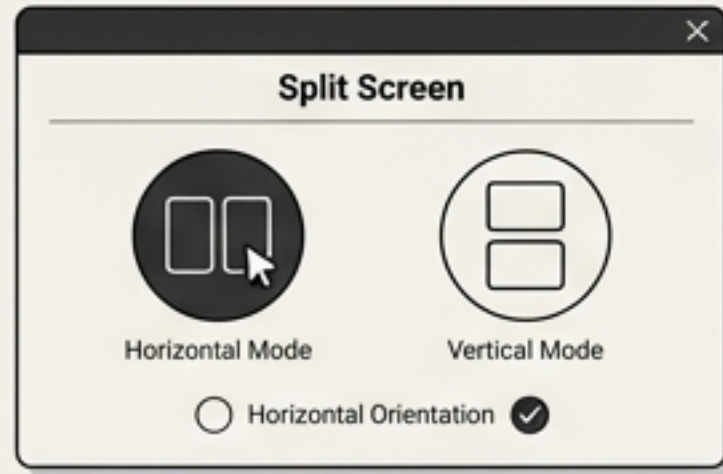 Split Screen
Horizontal Mode
Vertical Mode
Horizontal Orientation